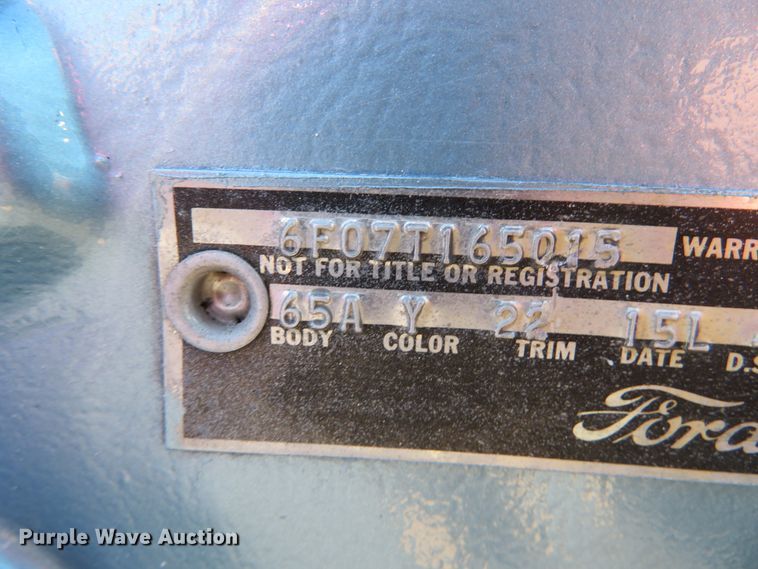 6F07T165015 WARR
NOT FOR TITLE OR REGISTRATION
65A Y 22 15L
BODY COLOR TRIM DATE D.S
Ford
Purple Wave Auction